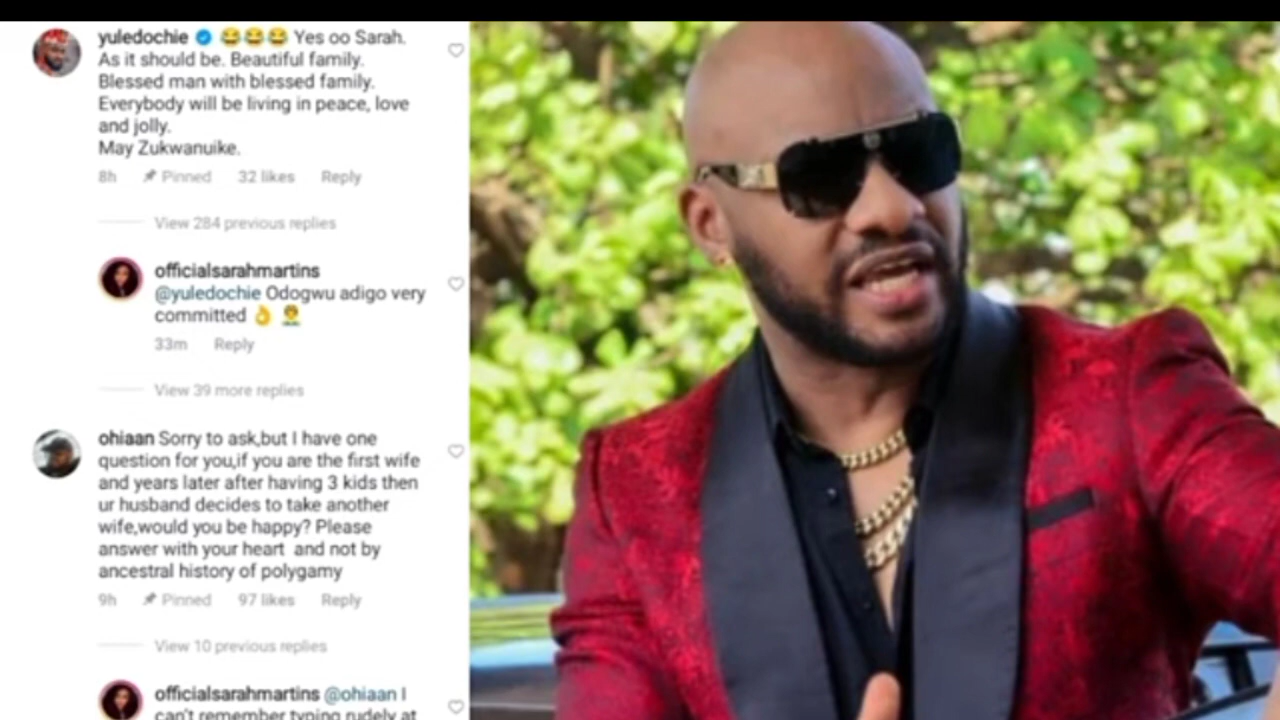 yuledochie 😂😂😂 Yes oo Sarah.
As it should be. Beautiful family.
Blessed man with blessed family.
Everybody will be living in peace, love
and jolly.
May Zukwanuike.
8h Pinned 32 likes Reply
View 284 previous replies
officialsarahmartins
@yuledochie Odogwu adigo very
committed 👌
33m Reply
View 39 more replies
ohiaan Sorry to ask,but I have one
question for you,if you are the first wife
and years later after having 3 kids then
ur husband decides to take another
wife,would you be happy? Please
answer with your heart and not by
ancestral history of polygamy
9h Pinned 97 likes Reply
View 10 previous replies
officialsarahmartins @ohiaan I
can't remember typing rudely at